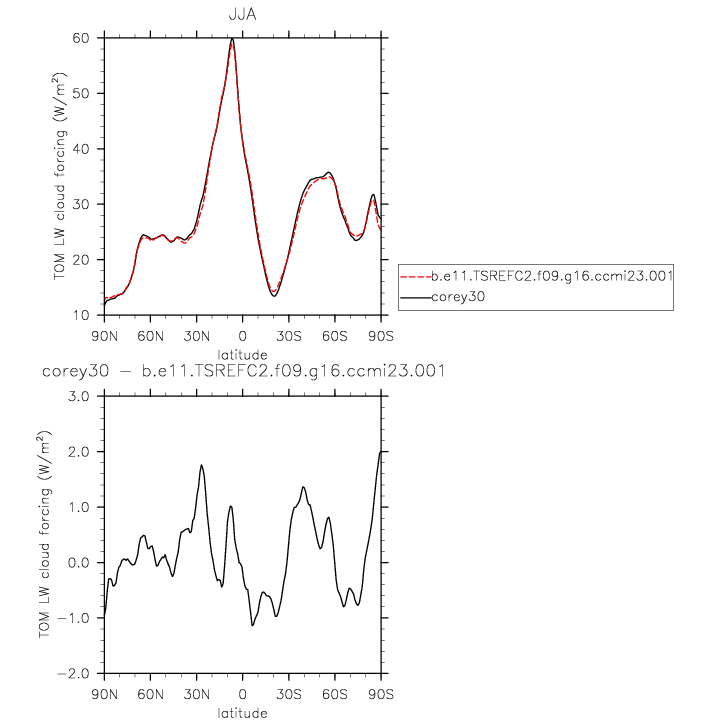 JJA
TOM LW cloud forcing (W/m²)
60
50
40
30
20
10
90N 60N 30N 0 30S 60S 90S
latitude
b.e11.TSREFC2.f09.g16.ccmi23.001
corey30
corey30 - b.e11.TSREFC2.f09.g16.ccmi23.001
TOM LW cloud forcing (W/m²)
3.0
2.0
1.0
0.0
-1.0
-2.0
90N 60N 30N 0 30S 60S 90S
latitude